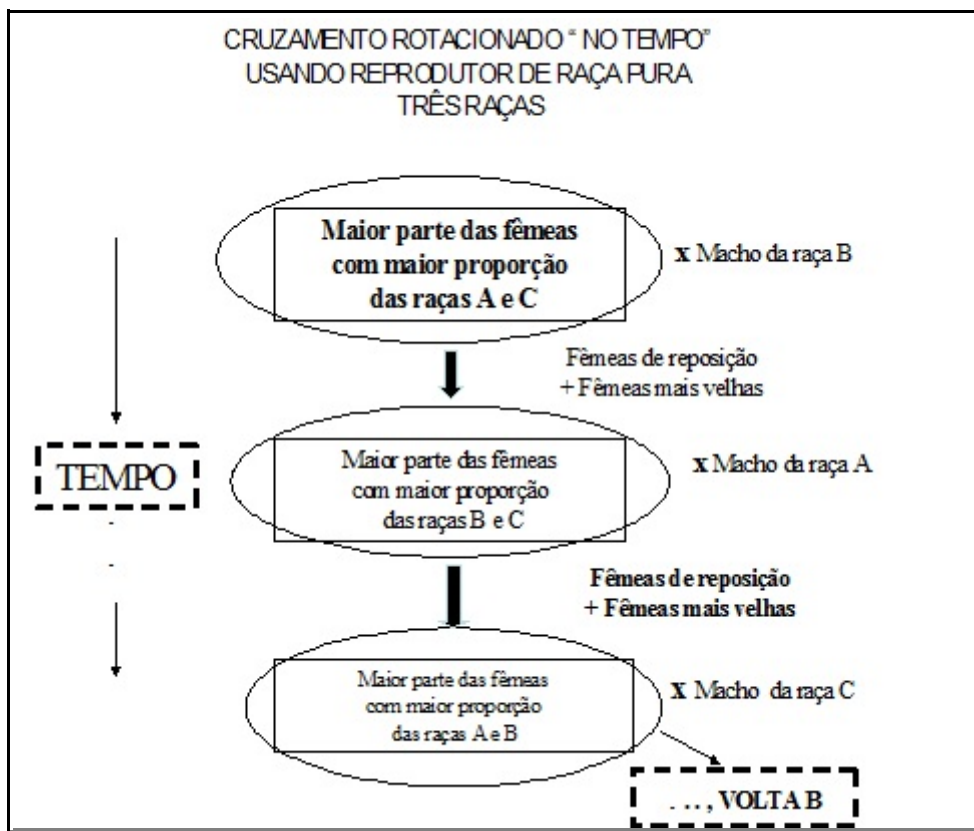 CRUZAMENTO ROTACIONADO “ NO TEMPO”
USANDO REPRODUTOR DE RAÇA PURA
TRÊS RAÇAS
Maior parte das fêmeas
com maior proporção
das raças A e C
x Macho da raça B
Fêmeas de reposição
+ Fêmeas mais velhas
TEMPO
Maior parte das fêmeas
com maior proporção
das raças B e C
x Macho da raça A
Fêmeas de reposição
+ Fêmeas mais velhas
Maior parte das fêmeas
com maior proporção
das raças A e B
x Macho da raça C
. .., VOLTA B